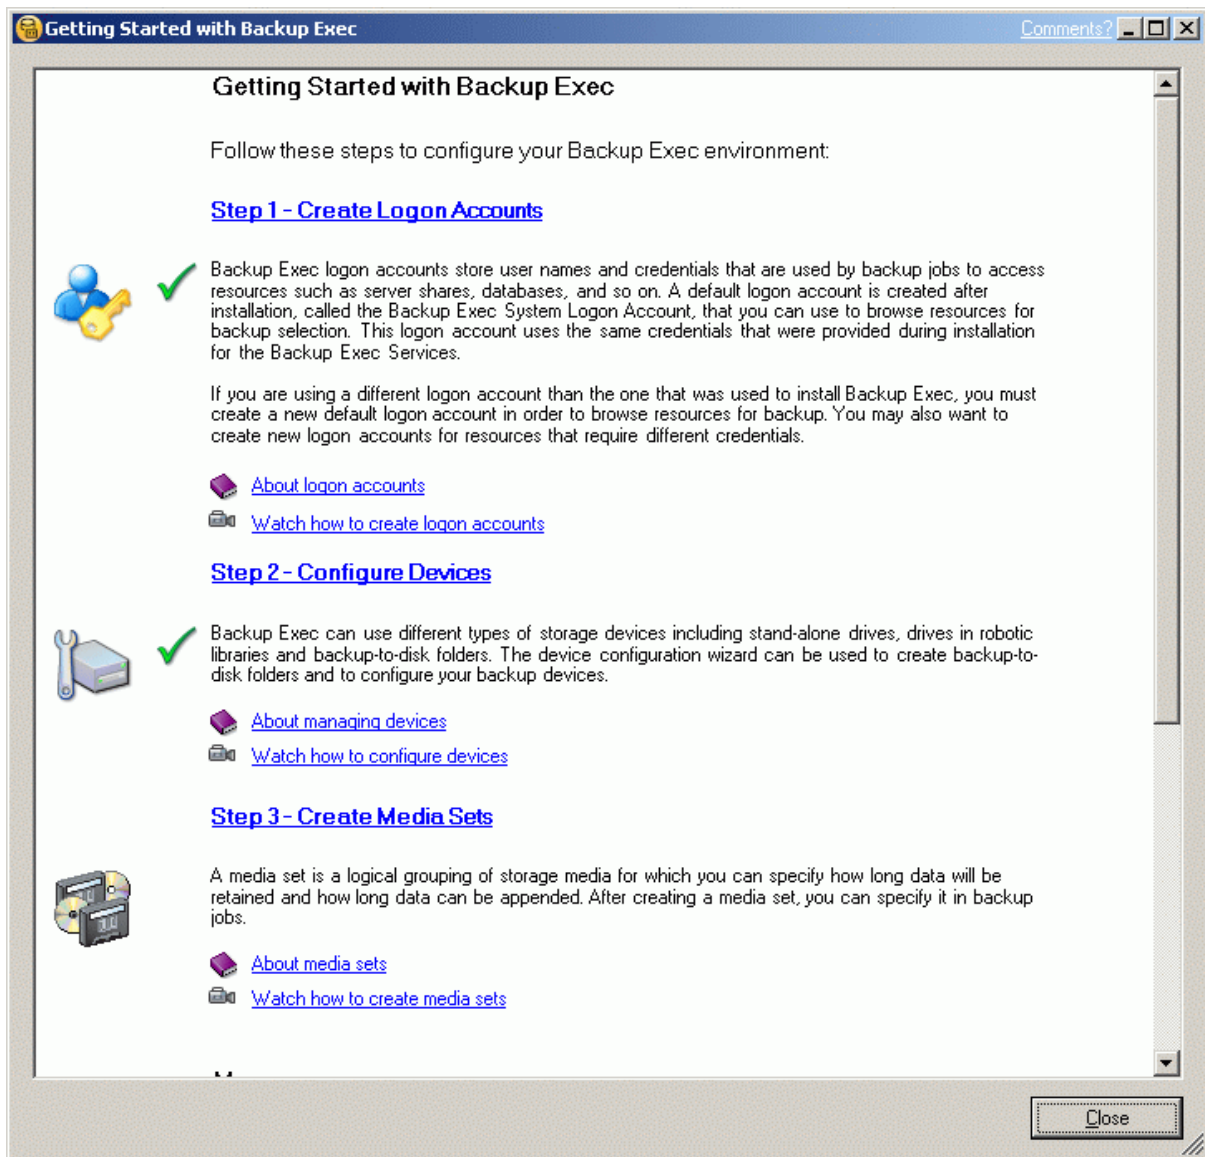 Getting Started with Backup Exec
Comments?
Getting Started with Backup Exec
Follow these steps to configure your Backup Exec environment:
Step 1 - Create Logon Accounts
Backup Exec logon accounts store user names and credentials that are used by backup jobs to access
resources such as server shares, databases, and so on. A default logon account is created after
installation, called the Backup Exec System Logon Account, that you can use to browse resources for
backup selection. This logon account uses the same credentials that were provided during installation
for the Backup Exec Services.
If you are using a different logon account than the one that was used to install Backup Exec, you must
create a new default logon account in order to browse resources for backup. You may also want to
create new logon accounts for resources that require different credentials.
About logon accounts
Watch how to create logon accounts
Step 2 - Configure Devices
Backup Exec can use different types of storage devices including stand-alone drives, drives in robotic
libraries and backup-to-disk folders. The device configuration wizard can be used to create backup-to-
disk folders and to configure your backup devices.
About managing devices
Watch how to configure devices
Step 3 - Create Media Sets
A media set is a logical grouping of storage media for which you can specify how long data will be
retained and how long data can be appended. After creating a media set, you can specify it in backup
jobs.
About media sets
Watch how to create media sets
Close